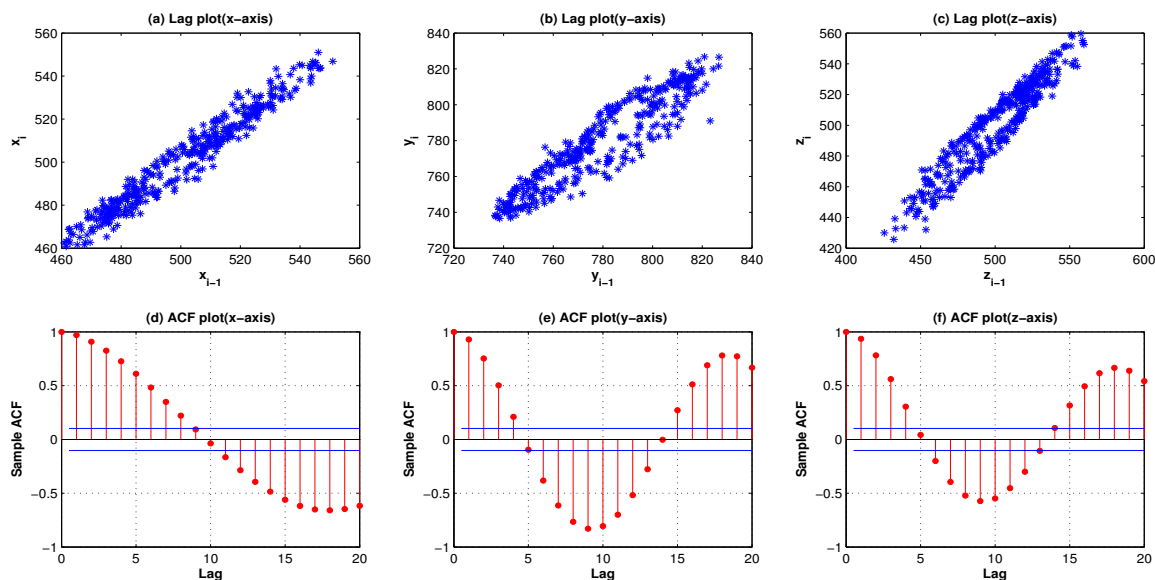 (a) Lag plot(x−axis)
560
540
520
500
480
460
460 480 500 520 540 560
x_i
x_{i−1}
(b) Lag plot(y−axis)
840
820
800
780
760
740
720
720 740 760 780 800 820 840
y_i
y_{i−1}
(c) Lag plot(z−axis)
560
540
520
500
480
460
440
420
400 450 500 550 600
z_i
z_{i−1}
(d) ACF plot(x−axis)
1
0.5
0
−0.5
−1
0 5 10 15 20
Sample ACF
Lag
(e) ACF plot(y−axis)
1
0.5
0
−0.5
−1
0 5 10 15 20
Sample ACF
Lag
(f) ACF plot(z−axis)
1
0.5
0
−0.5
−1
0 5 10 15 20
Sample ACF
Lag